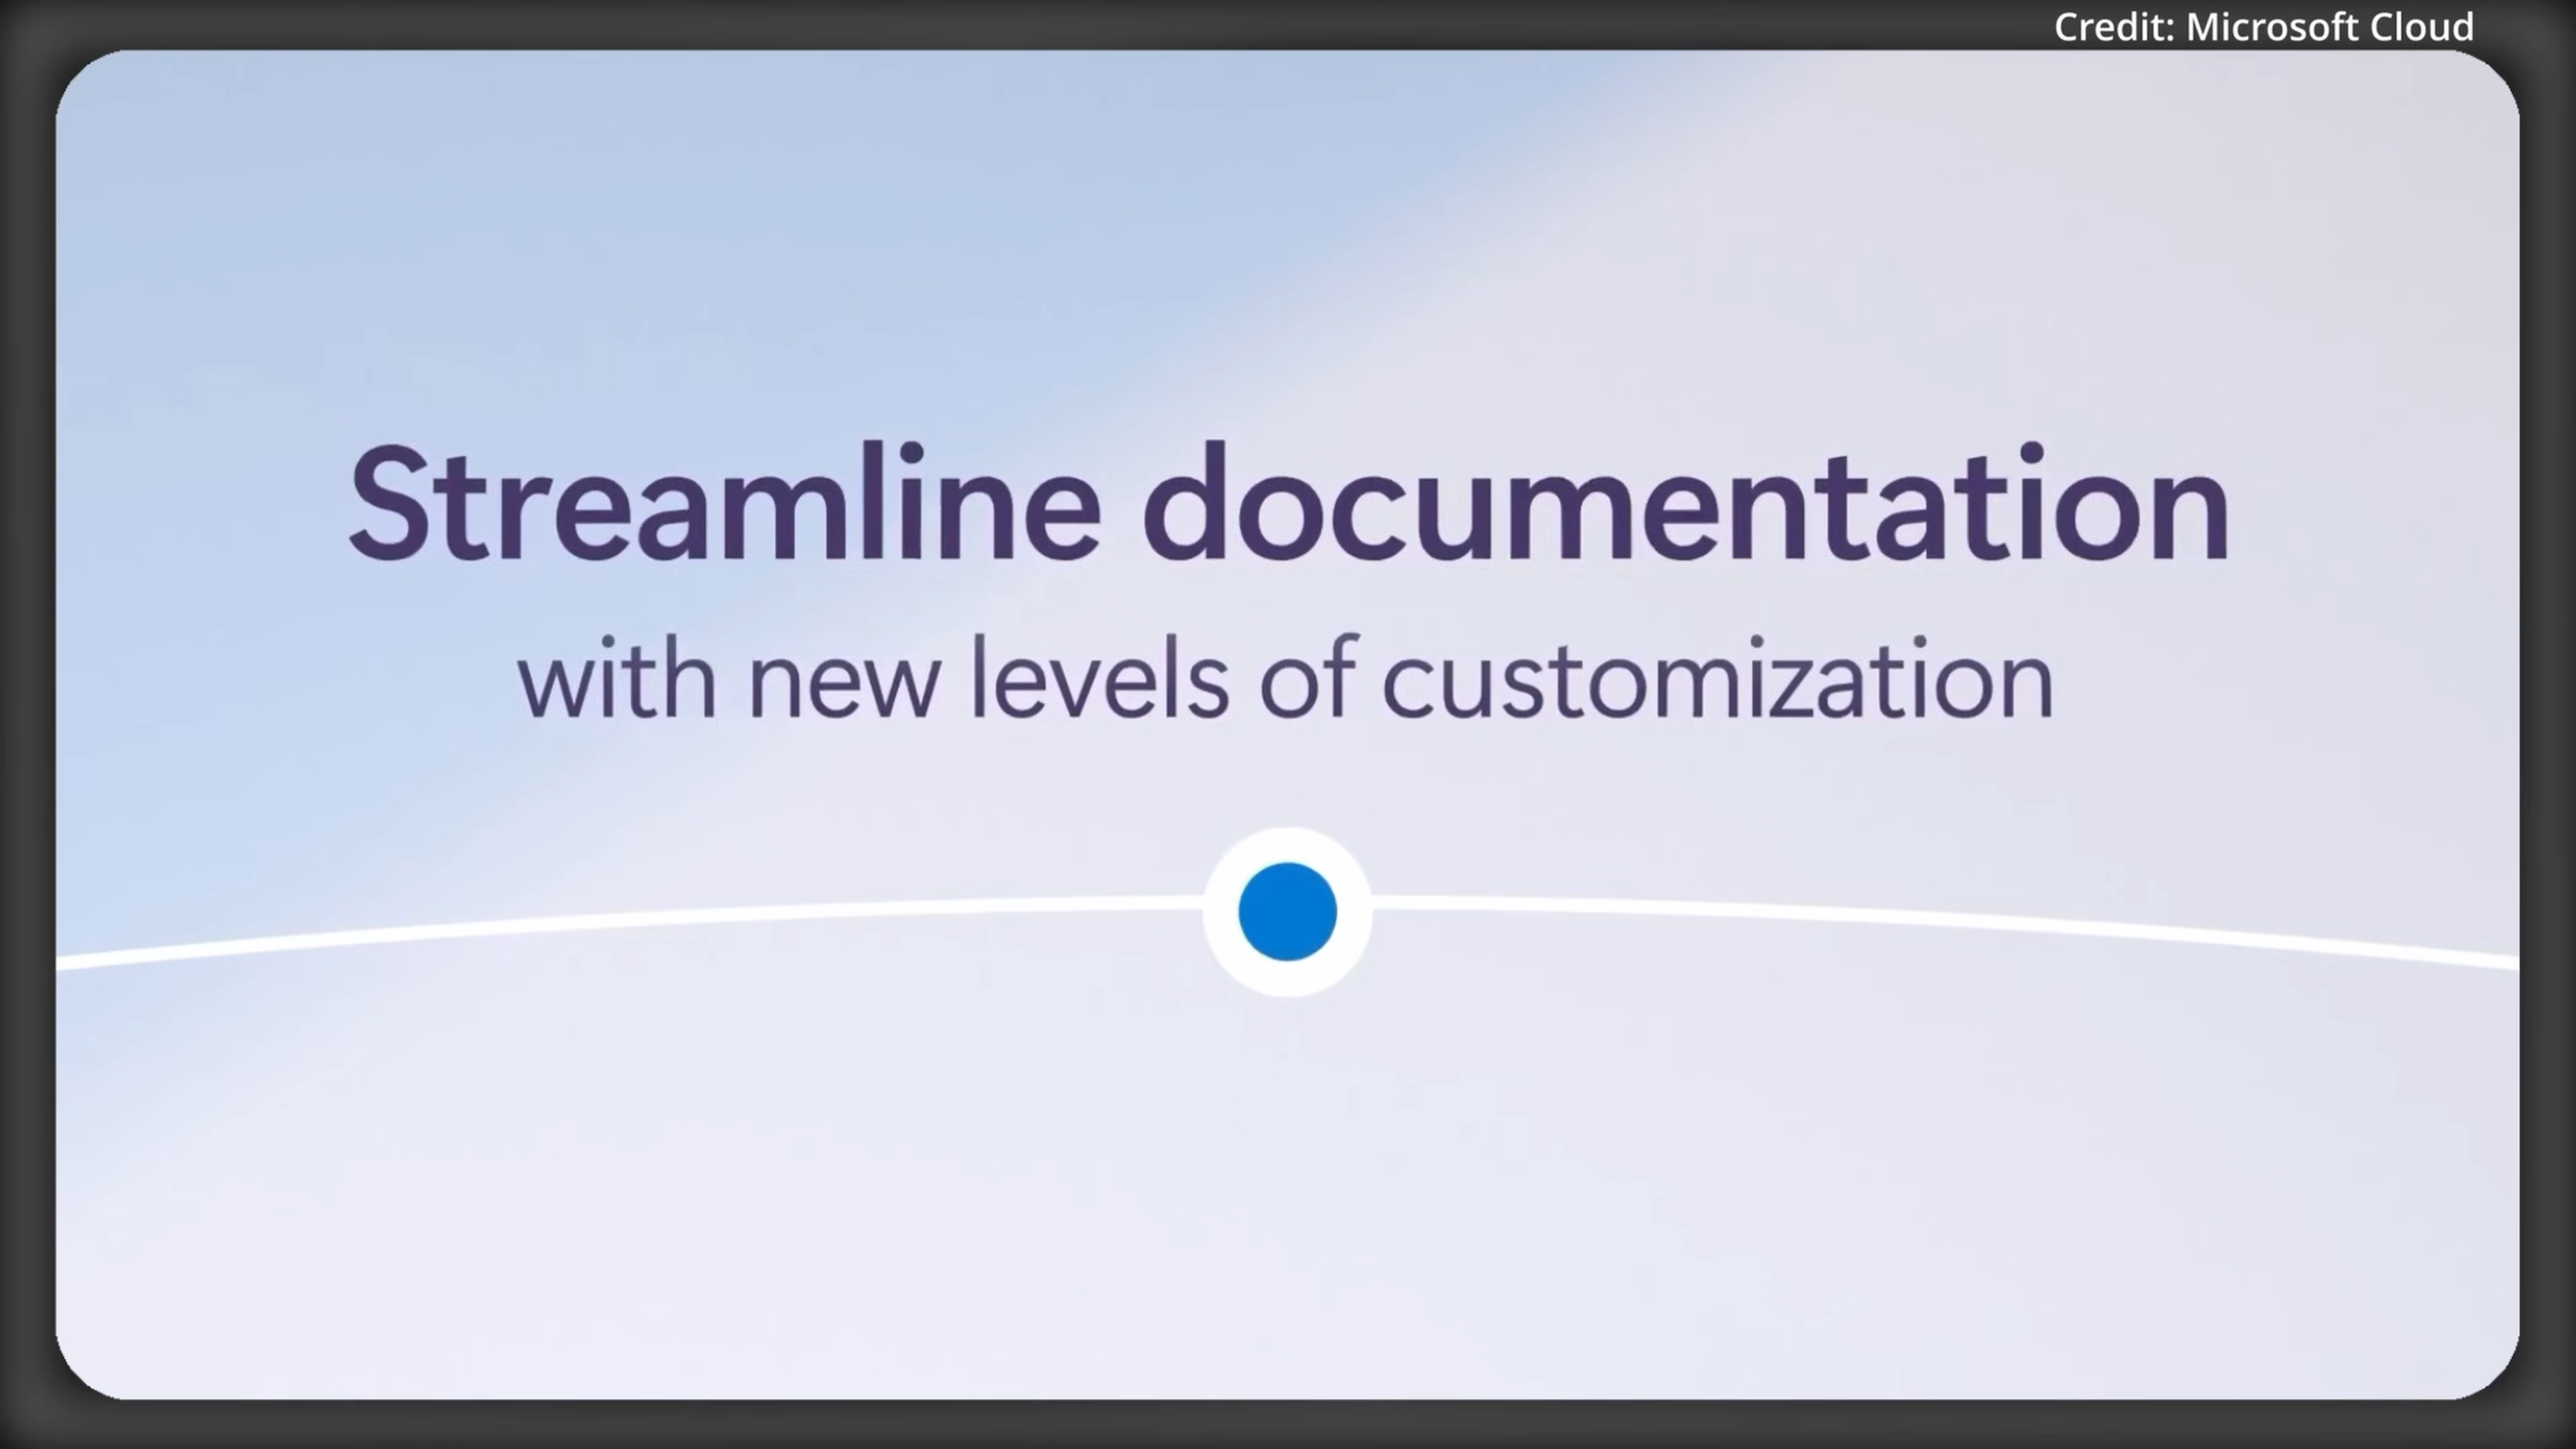 Credit: Microsoft Cloud
Streamline documentation
with new levels of customization